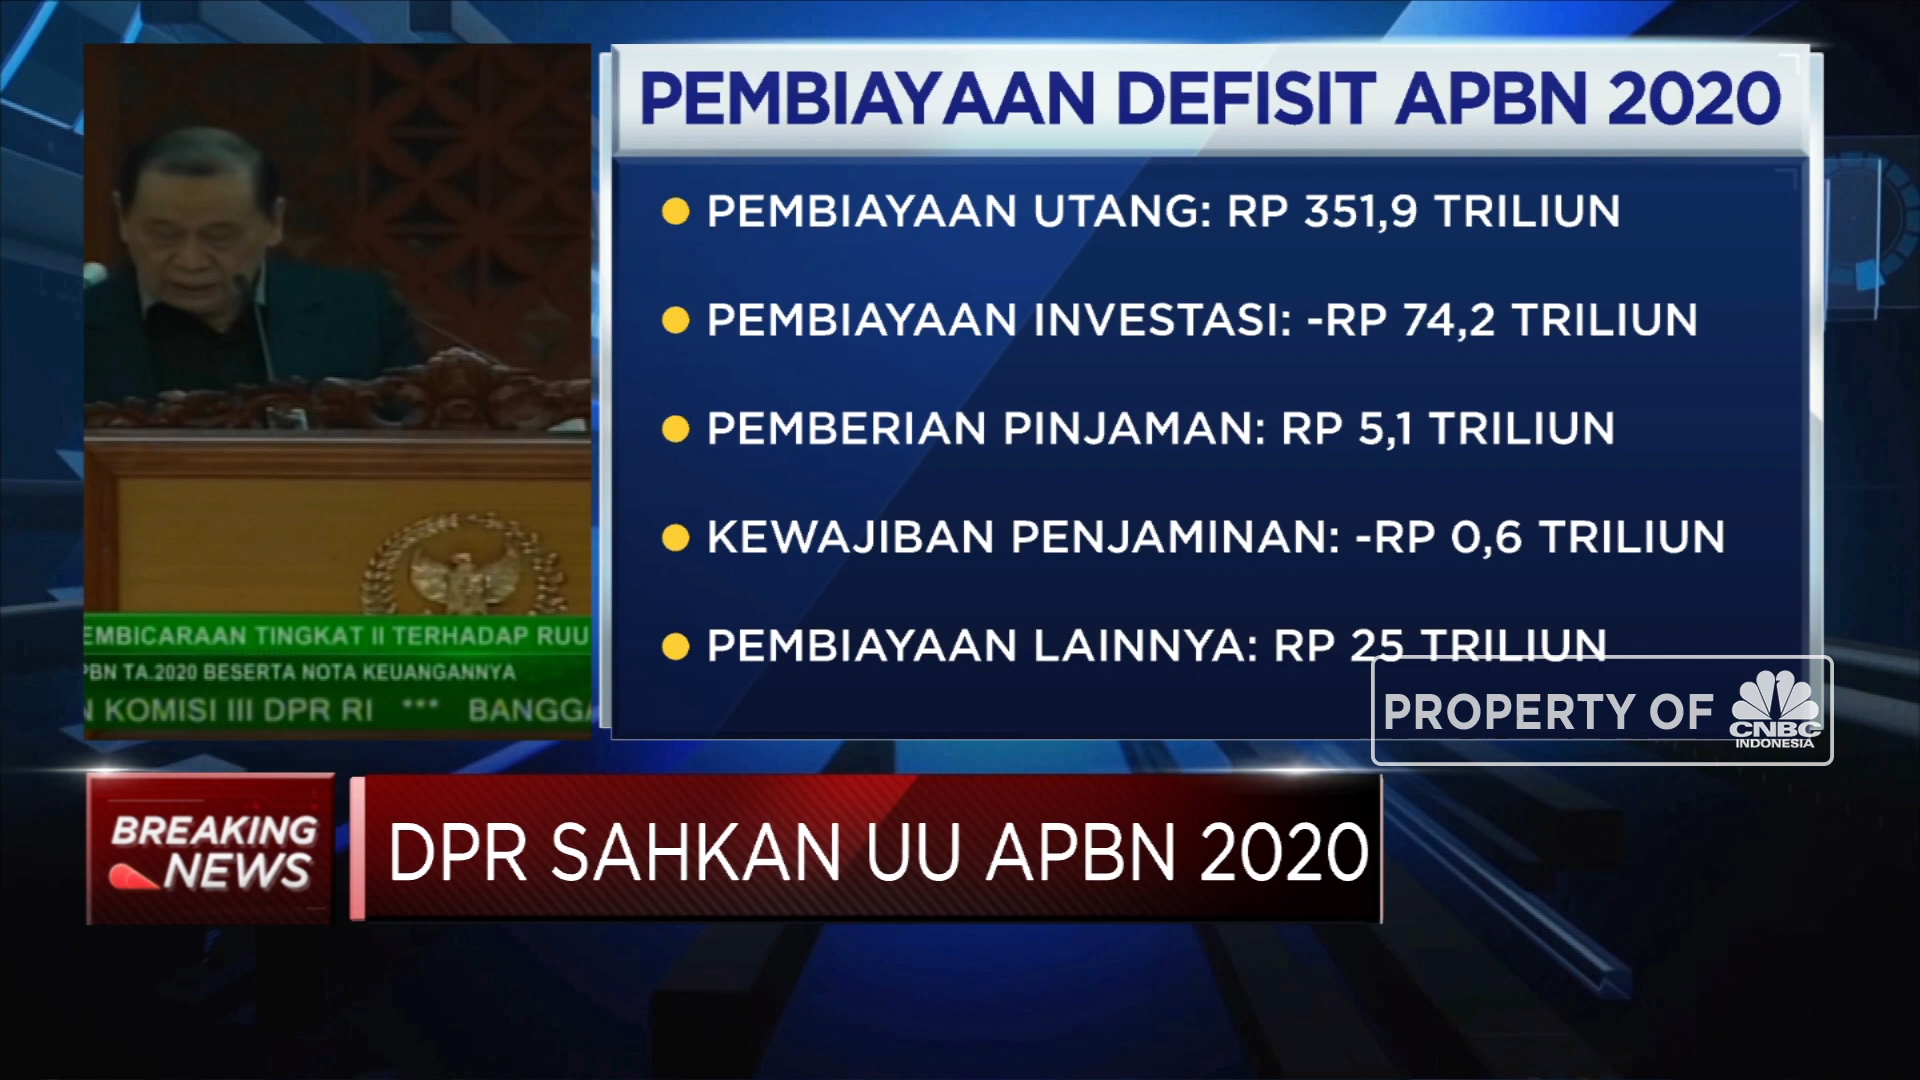 PEMBIAYAAN DEFISIT APBN 2020
PEMBIAYAAN UTANG: RP 351,9 TRILIUN
PEMBIAYAAN INVESTASI: -RP 74,2 TRILIUN
PEMBERIAN PINJAMAN: RP 5,1 TRILIUN
KEWAJIBAN PENJAMINAN: -RP 0,6 TRILIUN
PEMBIAYAAN LAINNYA: RP 25 TRILIUN
EMBICARAAN TINGKAT II TERHADAP RUU
PBN TA.2020 BESERTA NOTA KEUANGANNYA
N KOMISI III DPR RI *** BANGGA
PROPERTY OF CNBC INDONESIA
BREAKING NEWS
DPR SAHKAN UU APBN 2020